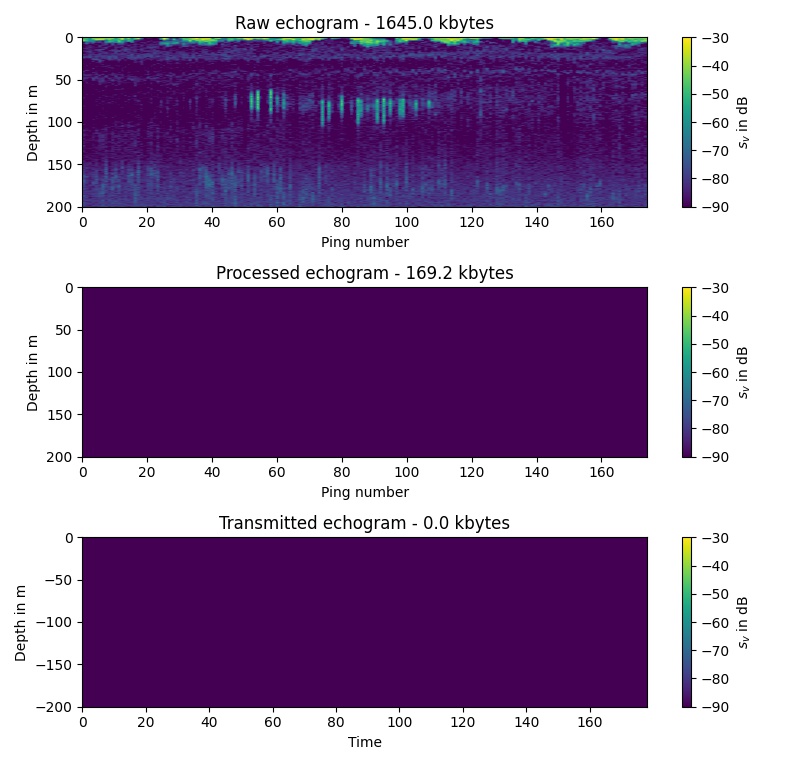 Raw echogram - 1645.0 kbytes
0
50
100
150
200
Depth in m
0 20 40 60 80 100 120 140 160
Ping number
−30
−40
−50
−60
−70
−80
−90
sv in dB
Processed echogram - 169.2 kbytes
0
50
100
150
200
Depth in m
0 20 40 60 80 100 120 140 160
Ping number
−30
−40
−50
−60
−70
−80
−90
sv in dB
Transmitted echogram - 0.0 kbytes
0
−50
−100
−150
−200
Depth in m
0 20 40 60 80 100 120 140 160
Time
−30
−40
−50
−60
−70
−80
−90
sv in dB